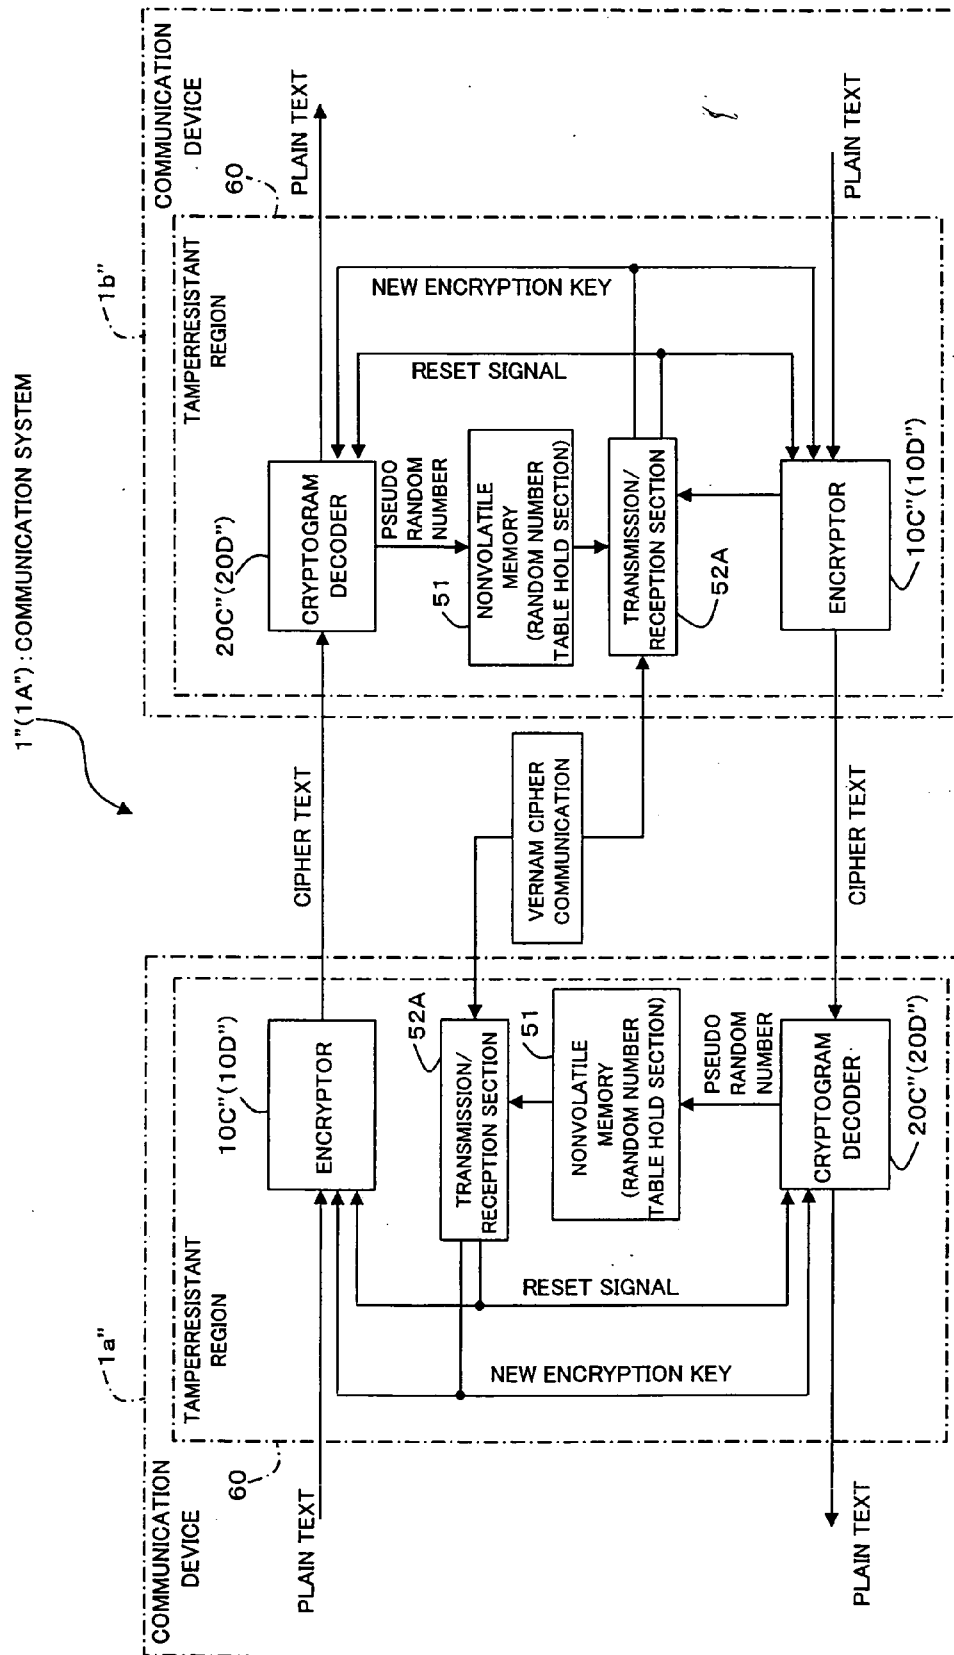 1"(1A"):COMMUNICATION SYSTEM
1a"
COMMUNICATION
DEVICE
60
TAMPERRESISTANT
REGION
PLAIN TEXT
10C"(10D")
ENCRYPTOR
NEW ENCRYPTION KEY
RESET SIGNAL
52A
TRANSMISSION/
RECEPTION SECTION
51
NONVOLATILE
MEMORY
(RANDOM NUMBER
TABLE HOLD SECTION)
PSEUDO
RANDOM
NUMBER
CRYPTOGRAM
DECODER
20C"(20D")
PLAIN TEXT
CIPHER TEXT
VERNAM CIPHER
COMMUNICATION
CIPHER TEXT
1b"
COMMUNICATION
DEVICE
60
TAMPERRESISTANT
REGION
PLAIN TEXT
20C"(20D")
CRYPTOGRAM
DECODER
NEW ENCRYPTION KEY
RESET SIGNAL
PSEUDO
RANDOM
NUMBER
51
NONVOLATILE
MEMORY
(RANDOM NUMBER
TABLE HOLD SECTION)
TRANSMISSION/
RECEPTION SECTION
52A
ENCRYPTOR
10C"(10D")
PLAIN TEXT